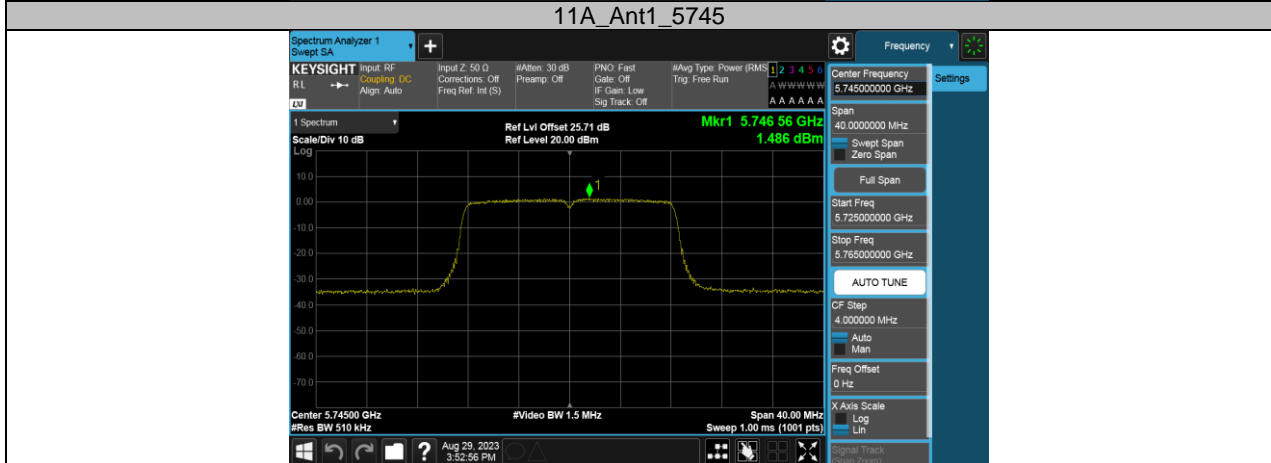 11A_Ant1_5745
Spectrum Analyzer 1
Swept SA
+
Frequency
KEYSIGHT
RL
LXI
Input: RF
Coupling: DC
Align: Auto
Input Z: 50 Ω
Corrections: Off
Freq Ref: Int (S)
#Atten: 30 dB
Preamp: Off
PNO: Fast
Gate: Off
IF Gain: Low
Sig Track: Off
#Avg Type: Power (RMS
Trig: Free Run
1 2 3 4 5 6
A W W W W W
A A A A A A
1 Spectrum
Scale/Div 10 dB
Log
Ref Lvl Offset 25.71 dB
Ref Level 20.00 dBm
Mkr1 5.746 56 GHz
1.486 dBm
1
10.0
0.00
-10.0
-20.0
-30.0
-40.0
-50.0
-60.0
-70.0
Center 5.74500 GHz
#Res BW 510 kHz
#Video BW 1.5 MHz
Span 40.00 MHz
Sweep 1.00 ms (1001 pts)
?
Aug 29, 2023
3:52:56 PM
Center Frequency
5.745000000 GHz
Settings
Span
40.0000000 MHz
Swept Span
Zero Span
Full Span
Start Freq
5.725000000 GHz
Stop Freq
5.765000000 GHz
AUTO TUNE
CF Step
4.000000 MHz
Auto
Man
Freq Offset
0 Hz
X Axis Scale
Log
Lin
Signal Track
(Span Zoom)